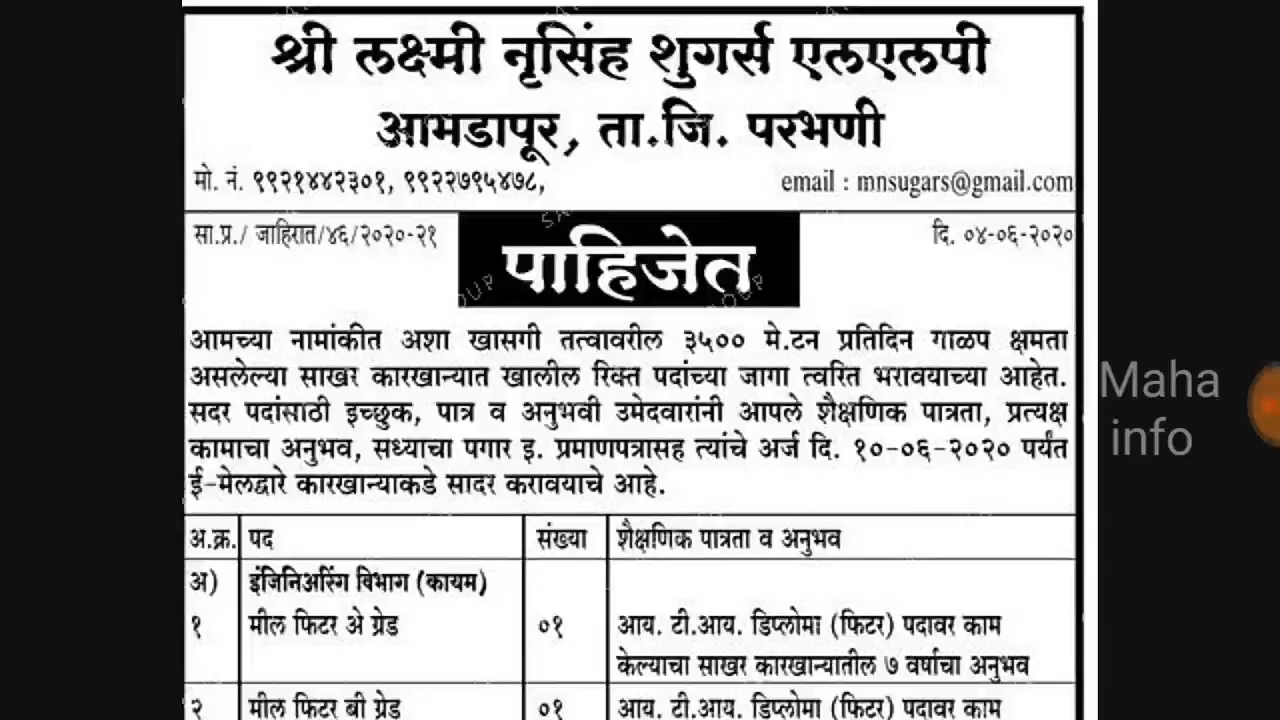 श्री लक्ष्मी नृसिंह शुगर्स एलएलपी
आमडापूर, ता.जि. परभणी
मो. नं. ९९२१४४२३०१, ९९२२७९५४७८,
email : mnsugars@gmail.com
सा.प्र./ जाहिरात/४६/२०२०-२१
दि. ०४-०६-२०२०
पाहिजेत
आमच्या नामांकीत अशा खासगी तत्वावरील ३५०० मे.टन प्रतिदिन गाळप क्षमता
असलेल्या साखर कारखान्यात खालील रिक्त पदांच्या जागा त्वरित भरावयाच्या आहेत.
सदर पदांसाठी इच्छुक, पात्र व अनुभवी उमेदवारांनी आपले शैक्षणिक पात्रता, प्रत्यक्ष
कामाचा अनुभव, सध्याचा पगार इ. प्रमाणपत्रासह त्यांचे अर्ज दि. १०-०६-२०२० पर्यंत
ई-मेलद्वारे कारखान्याकडे सादर करावयाचे आहे.
अ.क्र. पद संख्या शैक्षणिक पात्रता व अनुभव
अ) इंजिनिअरिंग विभाग (कायम)
१ मील फिटर अे ग्रेड ०१ आय. टी.आय. डिप्लोमा (फिटर) पदावर काम
केल्याचा साखर कारखान्यातील ७ वर्षाचा अनुभव
२ मील फिटर बी ग्रेड ०१ आय. टी.आय. डिप्लोमा (फिटर) पदावर काम
Maha
info